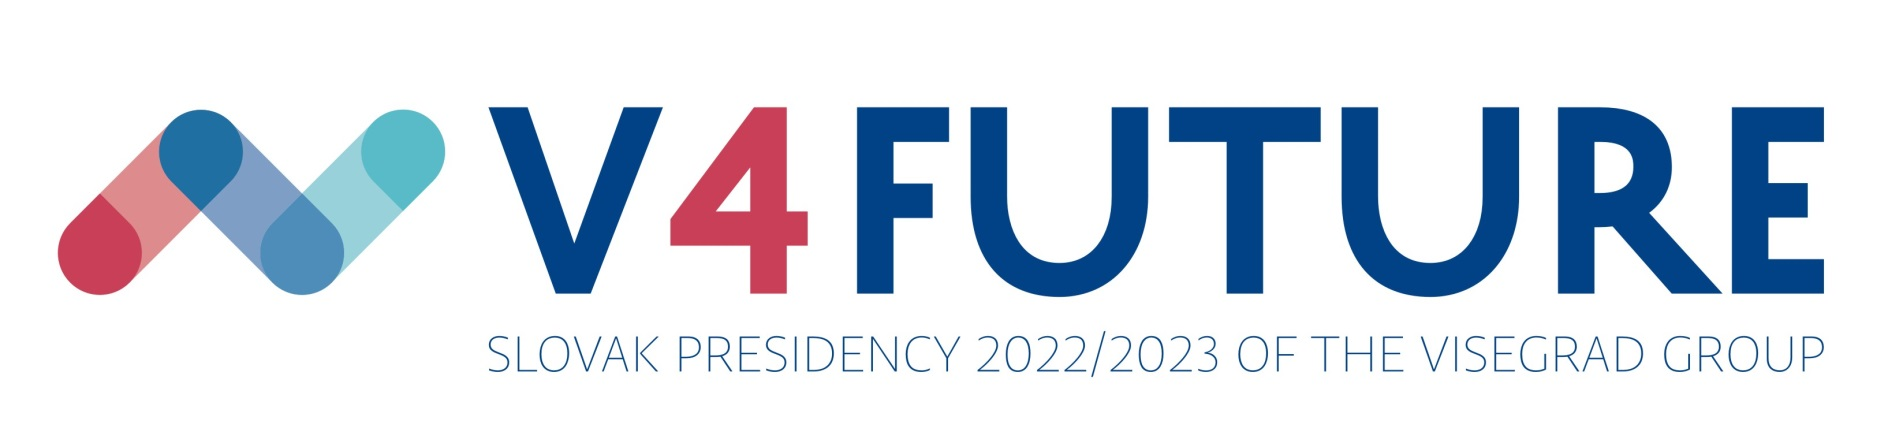 V4FUTURE
SLOVAK PRESIDENCY 2022/2023 OF THE VISEGRAD GROUP